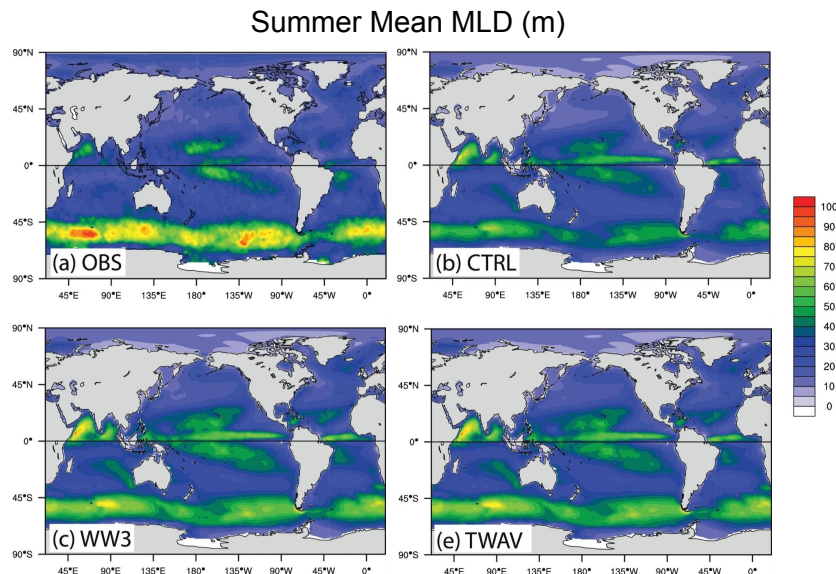 Summer Mean MLD (m)
90°N
90°N
45°N
45°N
0°
0°
45°S
45°S
(a) OBS
(b) CTRL
90°S
90°S
45°E 90°E 135°E 180° 135°W 90°W 45°W 0°
45°E 90°E 135°E 180° 135°W 90°W 45°W 0°
100
90
80
70
60
50
40
30
20
10
0
90°N
90°N
45°N
45°N
0°
0°
45°S
45°S
(c) WW3
(e) TWAV
90°S
90°S
45°E 90°E 135°E 180° 135°W 90°W 45°W 0°
45°E 90°E 135°E 180° 135°W 90°W 45°W 0°